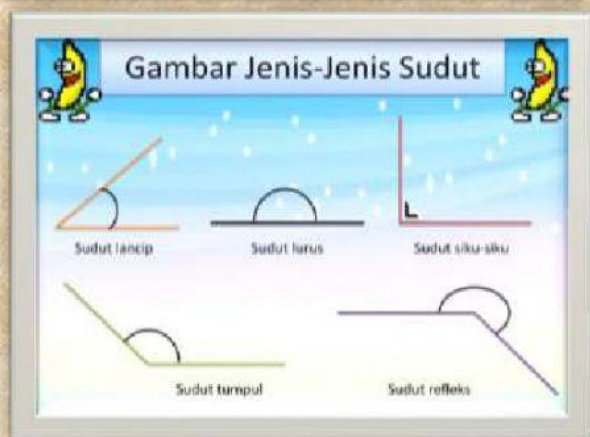 Gambar Jenis-Jenis Sudut
Sudut lancip
Sudut lurus
Sudut siku-siku
Sudut tumpul
Sudut refleks